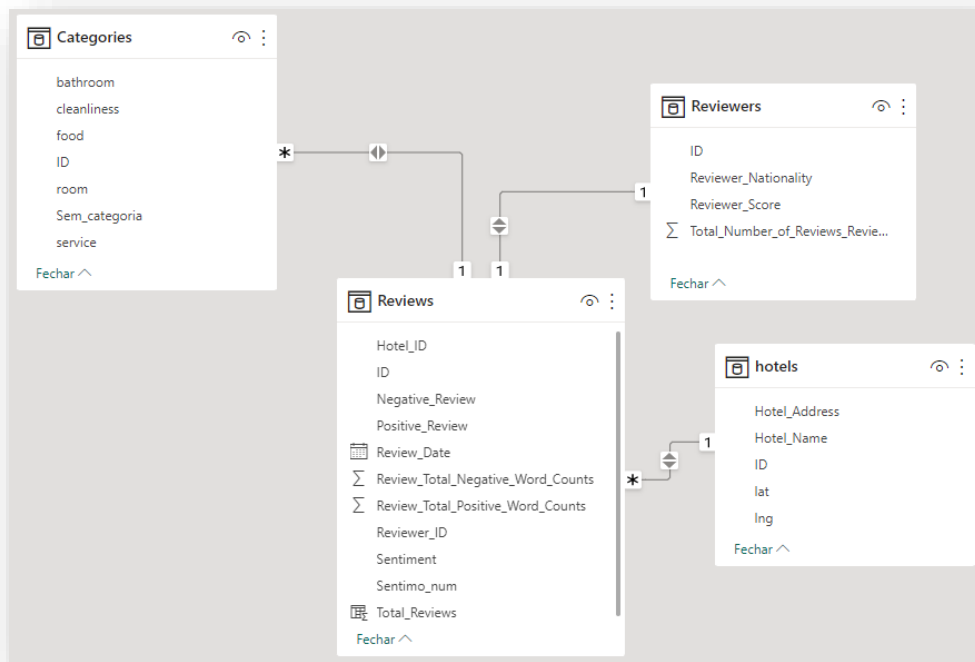 Categories
bathroom
cleanliness
food
ID
room
Sem_categoria
service
Fechar
*
1
Reviewers
ID
Reviewer_Nationality
Reviewer_Score
Σ Total_Number_of_Reviews_Revie...
Fechar
1
1
Reviews
Hotel_ID
ID
Negative_Review
Positive_Review
Review_Date
Σ Review_Total_Negative_Word_Counts
Σ Review_Total_Positive_Word_Counts
Reviewer_ID
Sentiment
Sentimo_num
Total_Reviews
Fechar
*
1
hotels
Hotel_Address
Hotel_Name
ID
lat
lng
Fechar